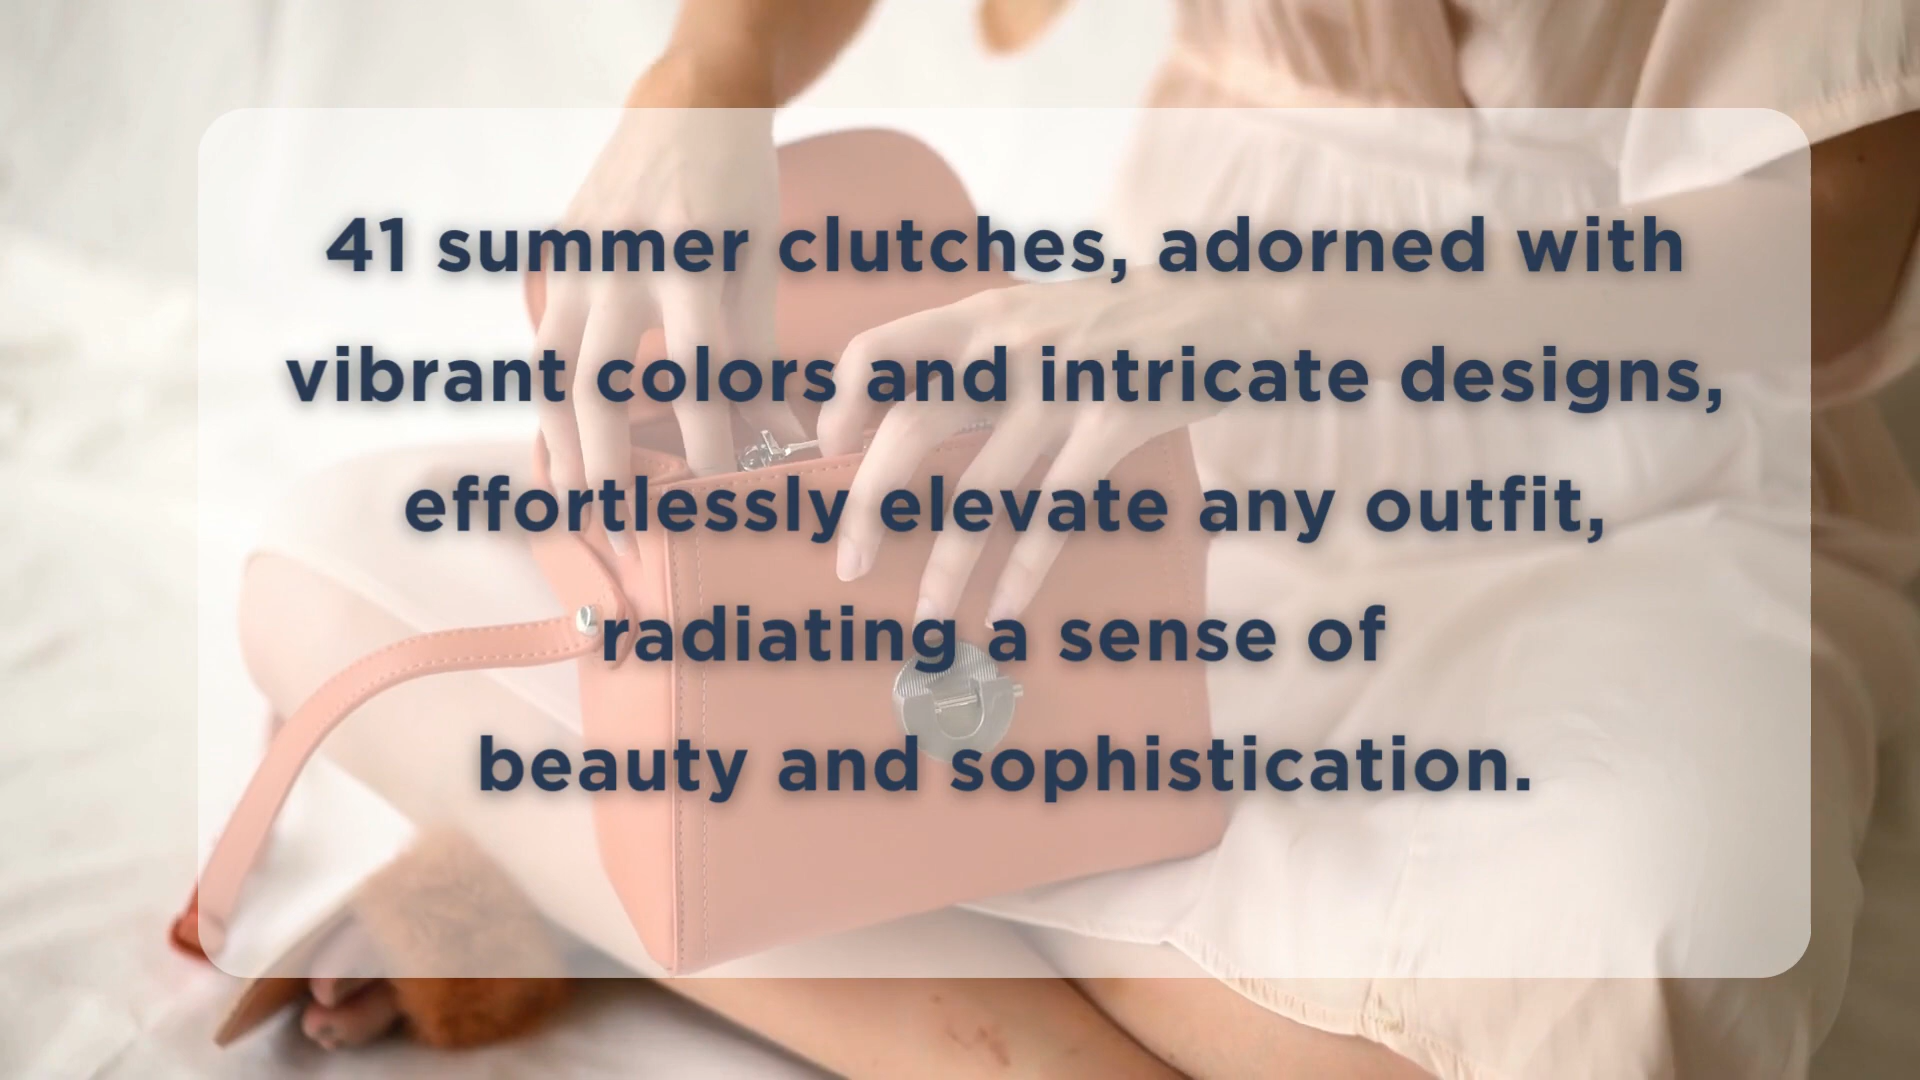 41 summer clutches, adorned with
vibrant colors and intricate designs,
effortlessly elevate any outfit,
radiating a sense of
beauty and sophistication.